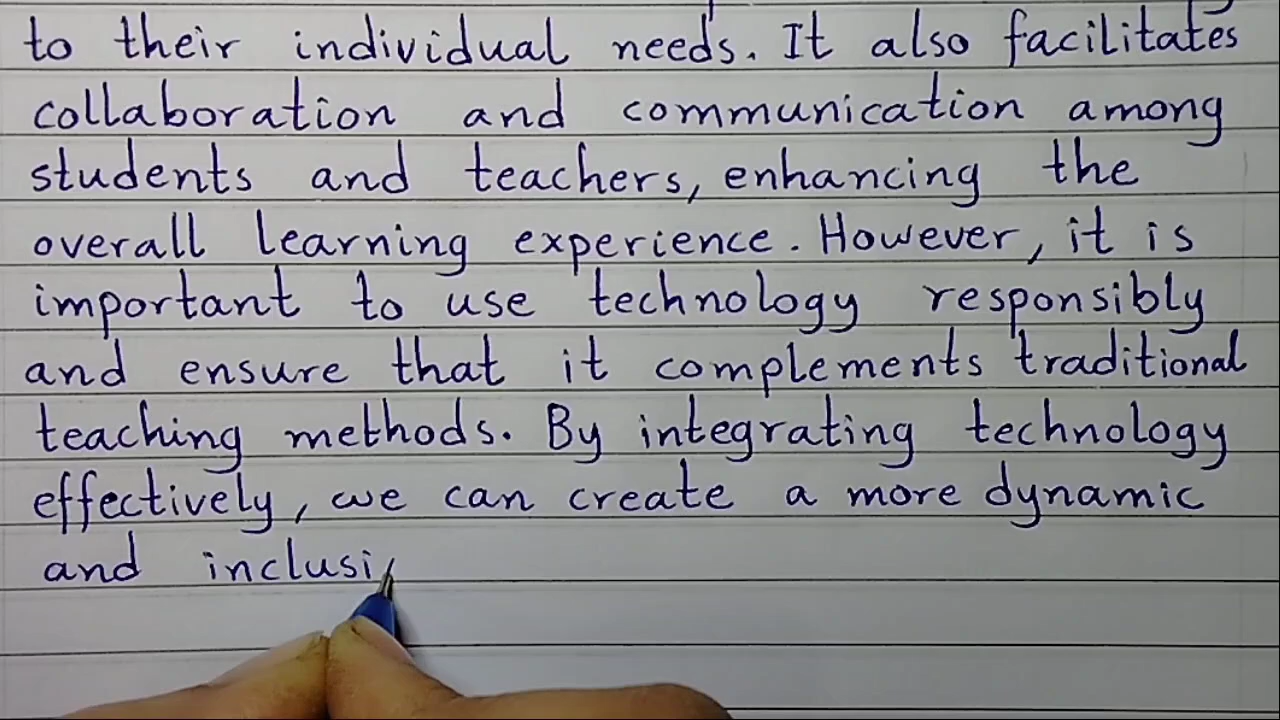 to their individual needs. It also facilitates
collaboration and communication among
students and teachers, enhancing the
overall learning experience. However, it is
important to use technology responsibly
and ensure that it complements traditional
teaching methods. By integrating technology
effectively, we can create a more dynamic
and inclusi